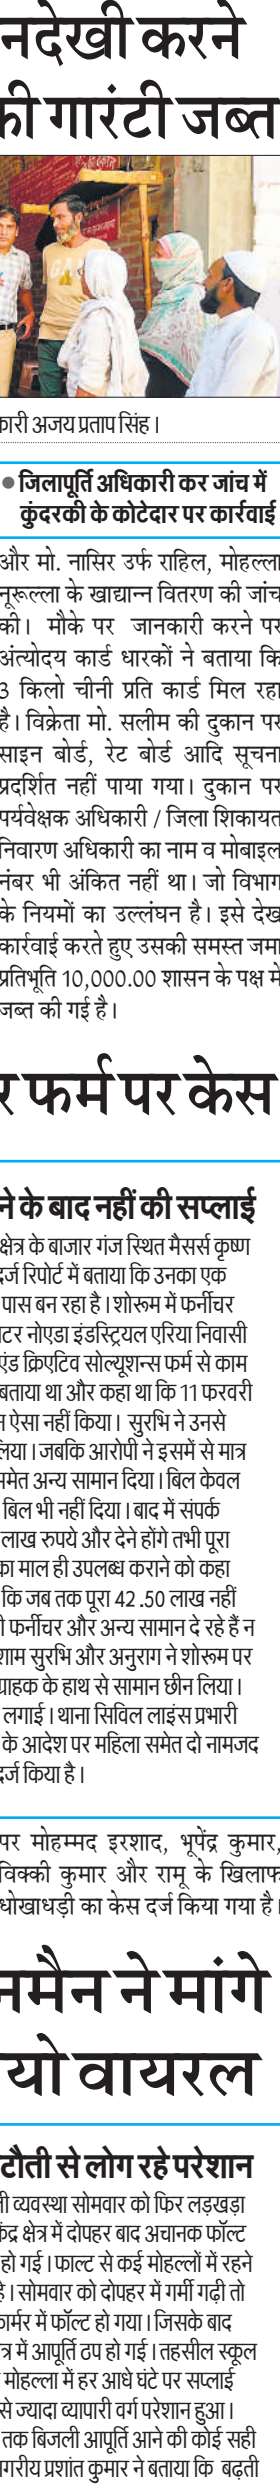 नदेखी करने
की गारंटी जब्त
कारी अजय प्रताप सिंह ।
● जिलापूर्ति अधिकारी कर जांच में
कुंदरकी के कोटेदार पर कार्रवाई
और मो. नासिर उर्फ राहिल, मोहल्ला
नूरूल्ला के खाद्यान्न वितरण की जांच
की। मौके पर जानकारी करने पर
अंत्योदय कार्ड धारकों ने बताया कि
3 किलो चीनी प्रति कार्ड मिल रहा
है। विक्रेता मो. सलीम की दुकान पर
साइन बोर्ड, रेट बोर्ड आदि सूचना
प्रदर्शित नहीं पाया गया। दुकान पर
पर्यवेक्षक अधिकारी / जिला शिकायत
निवारण अधिकारी का नाम व मोबाइल
नंबर भी अंकित नहीं था। जो विभाग
के नियमों का उल्लंघन है। इसे देख
कार्रवाई करते हुए उसकी समस्त जमा
प्रतिभूति 10,000.00 शासन के पक्ष में
जब्त की गई है।
र फर्म पर केस
ने के बाद नहीं की सप्लाई
क्षेत्र के बाजार गंज स्थित मैसर्स कृष्ण
दर्ज रिपोर्ट में बताया कि उनका एक
पास बन रहा है। शोरूम में फर्नीचर
टर नोएडा इंडस्ट्रियल एरिया निवासी
एंड क्रिएटिव सोल्यूशन्स फर्म से काम
बताया था और कहा था कि 11 फरवरी
न ऐसा नहीं किया। सुरभि ने उनसे
लिया। जबकि आरोपी ने इसमें से मात्र
समेत अन्य सामान दिया। बिल केवल
बिल भी नहीं दिया। बाद में संपर्क
लाख रुपये और देने होंगे तभी पूरा
का माल ही उपलब्ध कराने को कहा
कि जब तक पूरा 42.50 लाख नहीं
ी फर्नीचर और अन्य सामान दे रहे हैं न
शाम सुरभि और अनुराग ने शोरूम पर
ग्राहक के हाथ से सामान छीन लिया।
लगाई। थाना सिविल लाइंस प्रभारी
के आदेश पर महिला समेत दो नामजद
दर्ज किया है।
पर मोहम्मद इरशाद, भूपेंद्र कुमार,
विक्की कुमार और रामू के खिलाफ
धोखाधड़ी का केस दर्ज किया गया है।
नमैन ने मांगे
यो वायरल
टौती से लोग रहे परेशान
ी व्यवस्था सोमवार को फिर लड़खड़ा
केंद्र क्षेत्र में दोपहर बाद अचानक फॉल्ट
हो गई। फाल्ट से कई मोहल्लों में रहने
है। सोमवार को दोपहर में गर्मी गढ़ी तो
फार्मर में फॉल्ट हो गया। जिसके बाद
त्र में आपूर्ति ठप हो गई। तहसील स्कूल
मोहल्ला में हर आधे घंटे पर सप्लाई
से ज्यादा व्यापारी वर्ग परेशान हुआ।
तक बिजली आपूर्ति आने की कोई सही
गरीय प्रशांत कुमार ने बताया कि बढ़ती